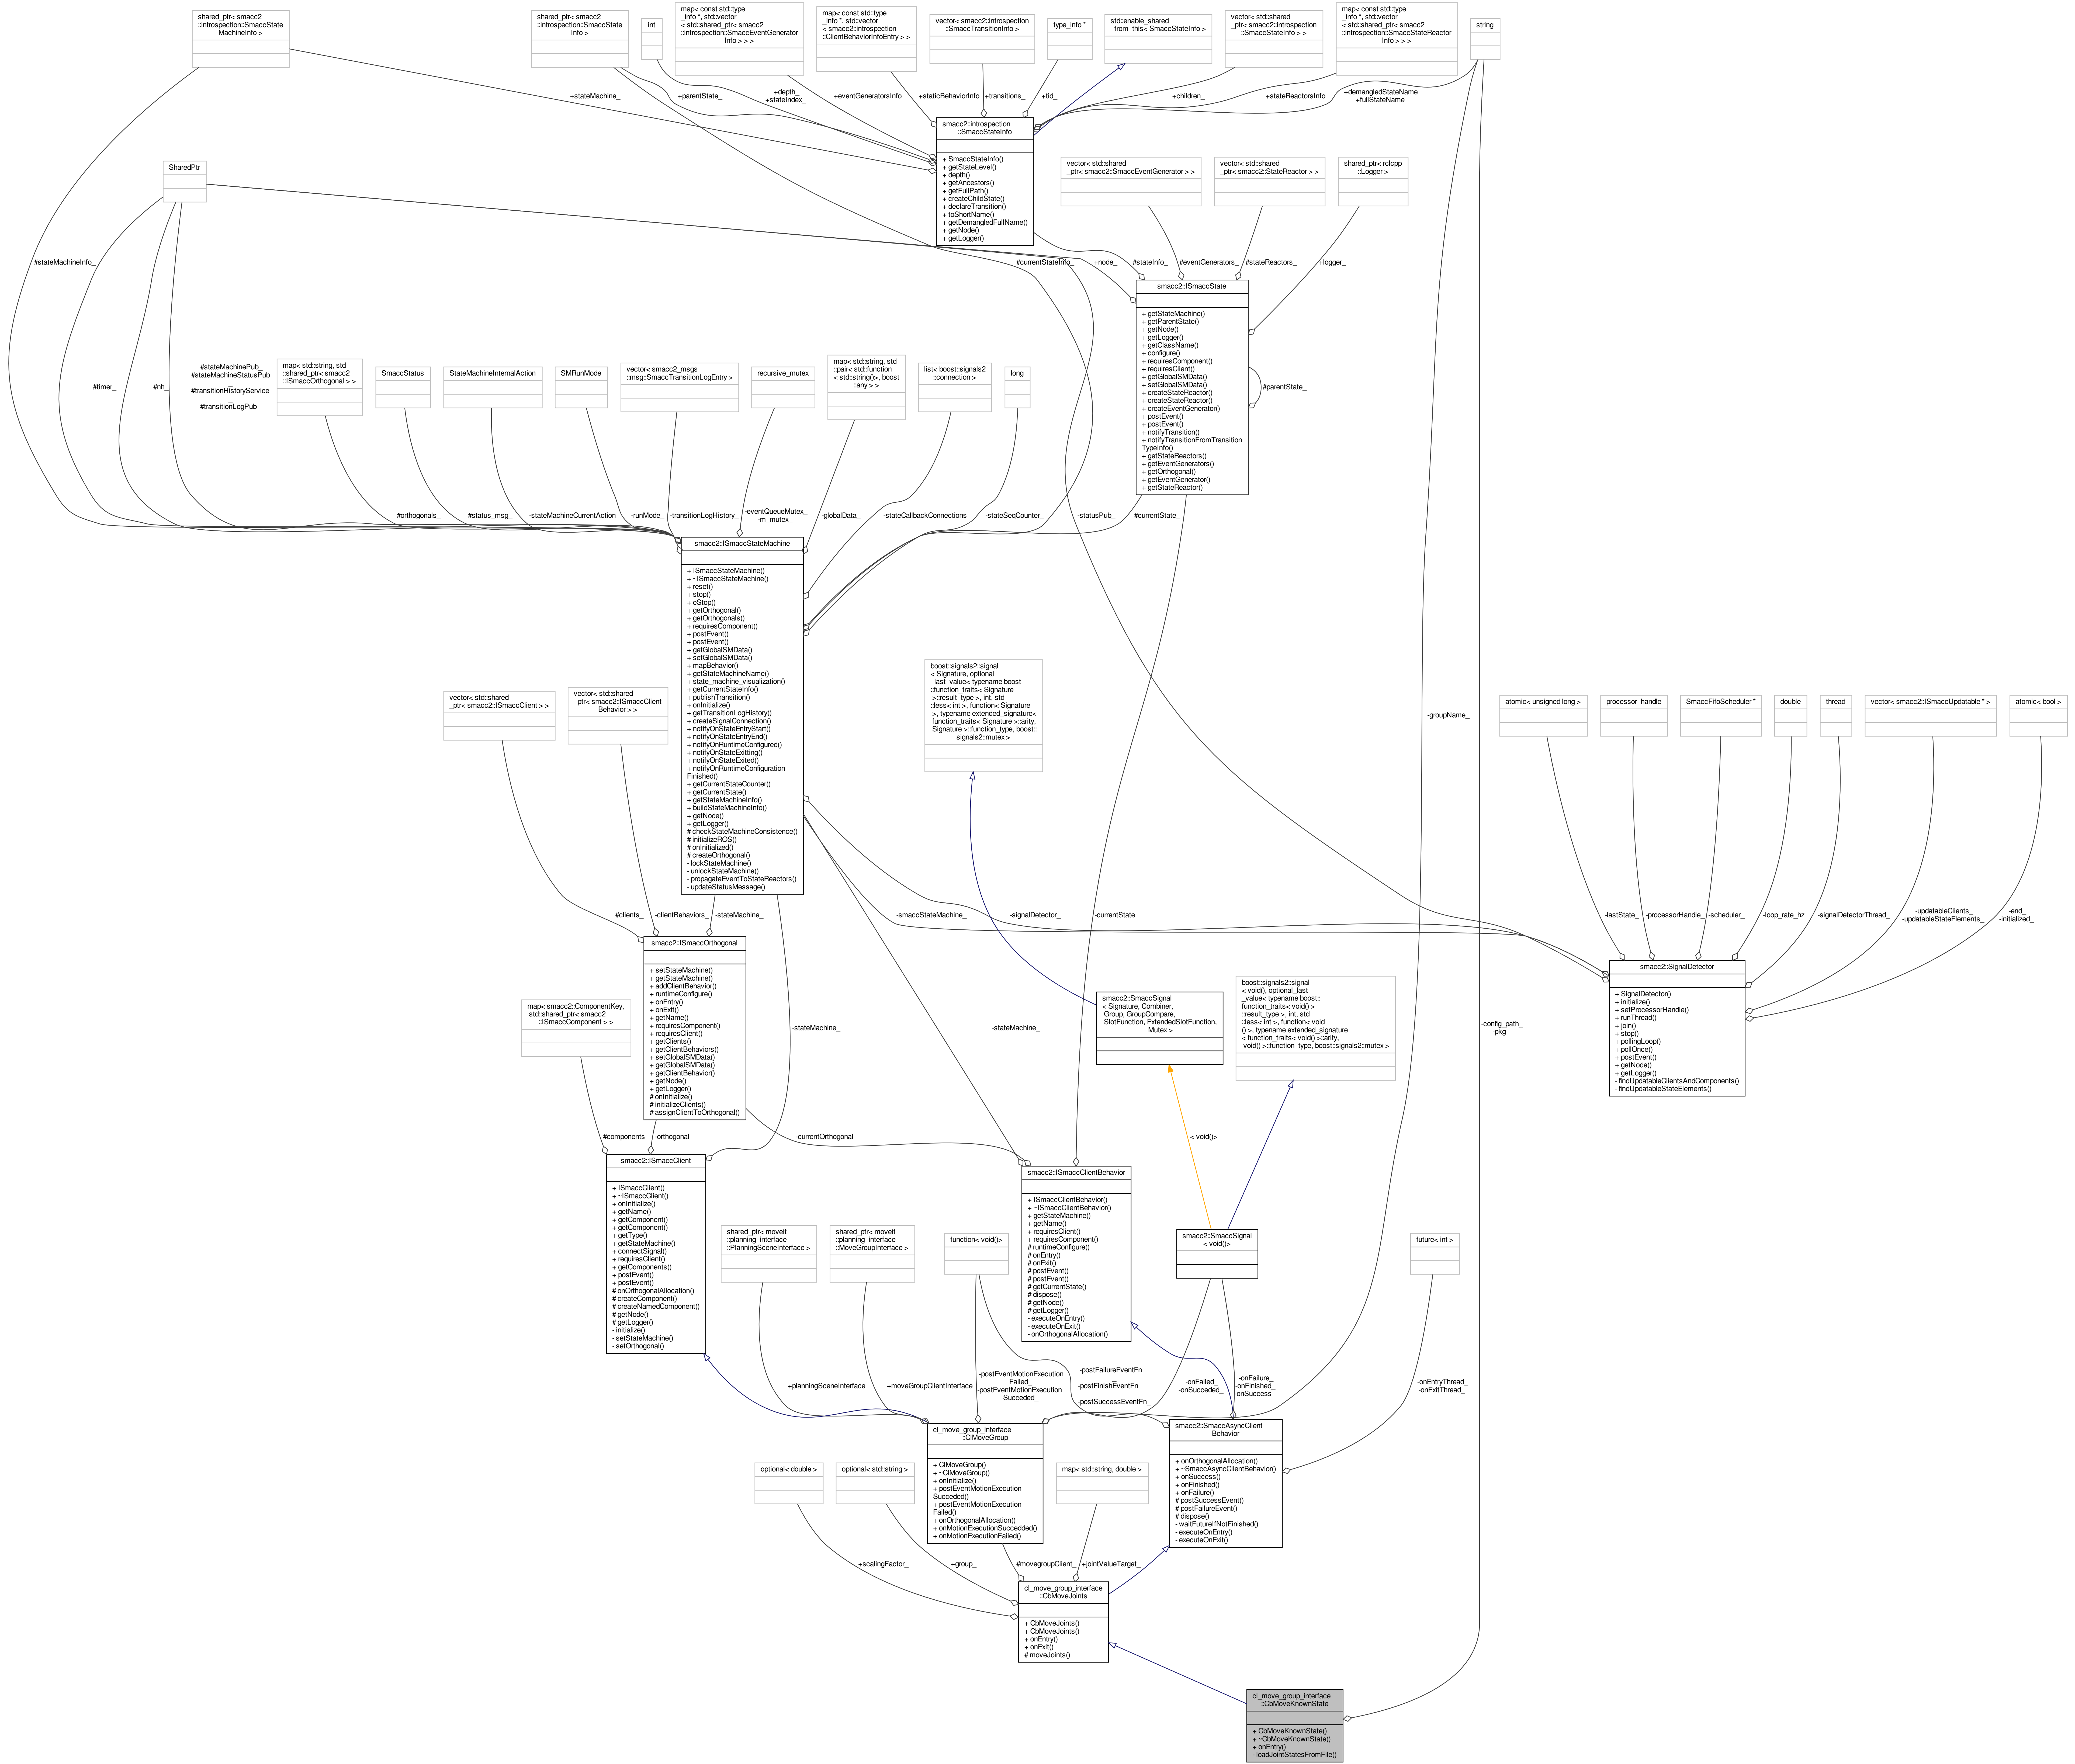 shared_ptr< smacc2
::introspection::SmaccState
MachineInfo >
shared_ptr< smacc2
::introspection::SmaccState
Info >
int
map< const std::type
_info *, std::vector
< std::shared_ptr< smacc2
::introspection::SmaccEventGenerator
Info > > >
map< const std::type
_info *, std::vector
< smacc2::introspection
::ClientBehaviorInfoEntry > >
vector< smacc2::introspection
::SmaccTransitionInfo >
type_info *
std::enable_shared
_from_this< SmaccStateInfo >
vector< std::shared
_ptr< smacc2::introspection
::SmaccStateInfo > >
map< const std::type
_info *, std::vector
< std::shared_ptr< smacc2
::introspection::SmaccStateReactor
Info > > >
string
+stateMachine_
+parentState_
+depth_
+stateIndex_
+eventGeneratorsInfo
+staticBehaviorInfo
+transitions_
+tid_
+children_
+stateReactorsInfo
+demangledStateName
+fullStateName
smacc2::introspection
::SmaccStateInfo
+ SmaccStateInfo()
+ getStateLevel()
+ depth()
+ getAncestors()
+ getFullPath()
+ createChildState()
+ declareTransition()
+ toShortName()
+ getDemangledFullName()
+ getNode()
+ getLogger()
SharedPtr
vector< std::shared
_ptr< smacc2::SmaccEventGenerator > >
vector< std::shared
_ptr< smacc2::StateReactor > >
shared_ptr< rclcpp
::Logger >
#stateMachineInfo_
#currentStateInfo_
+node_
#stateInfo_
#eventGenerators_
#stateReactors_
+logger_
smacc2::ISmaccState
+ getStateMachine()
+ getParentState()
+ getNode()
+ getLogger()
+ getClassName()
+ configure()
+ requiresComponent()
+ requiresClient()
+ getGlobalSMData()
+ setGlobalSMData()
+ createStateReactor()
+ createStateReactor()
+ createEventGenerator()
+ postEvent()
+ postEvent()
+ notifyTransition()
+ notifyTransitionFromTransition
TypeInfo()
+ getStateReactors()
+ getEventGenerators()
+ getOrthogonal()
+ getEventGenerator()
+ getStateReactor()
#parentState_
#timer_
#nh_
#stateMachinePub_
#stateMachineStatusPub
_
#transitionHistoryService
_
#transitionLogPub_
map< std::string, std
::shared_ptr< smacc2
::ISmaccOrthogonal > >
SmaccStatus
StateMachineInternalAction
SMRunMode
vector< smacc2_msgs
::msg::SmaccTransitionLogEntry >
recursive_mutex
map< std::string, std
::pair< std::function
< std::string()>, boost
::any > >
list< boost::signals2
::connection >
long
#orthogonals_
#status_msg_
-stateMachineCurrentAction
-runMode_
-transitionLogHistory_
-eventQueueMutex_
-m_mutex_
-globalData_
-stateCallbackConnections
-stateSeqCounter_
#currentState_
-statusPub_
-groupName_
smacc2::ISmaccStateMachine
+ ISmaccStateMachine()
+ ~ISmaccStateMachine()
+ reset()
+ stop()
+ eStop()
+ getOrthogonal()
+ getOrthogonals()
+ requiresComponent()
+ postEvent()
+ postEvent()
+ getGlobalSMData()
+ setGlobalSMData()
+ mapBehavior()
+ getStateMachineName()
+ state_machine_visualization()
+ getCurrentStateInfo()
+ publishTransition()
+ onInitialize()
+ getTransitionLogHistory()
+ createSignalConnection()
+ notifyOnStateEntryStart()
+ notifyOnStateEntryEnd()
+ notifyOnRuntimeConfigured()
+ notifyOnStateExitting()
+ notifyOnStateExited()
+ notifyOnRuntimeConfiguration
Finished()
+ getCurrentStateCounter()
+ getCurrentState()
+ getStateMachineInfo()
+ buildStateMachineInfo()
+ getNode()
+ getLogger()
# checkStateMachineConsistence()
# initializeROS()
# onInitialized()
# createOrthogonal()
- lockStateMachine()
- unlockStateMachine()
- propagateEventToStateReactors()
- updateStatusMessage()
vector< std::shared
_ptr< smacc2::ISmaccClient > >
vector< std::shared
_ptr< smacc2::ISmaccClient
Behavior > >
boost::signals2::signal
< Signature, optional
_last_value< typename boost
::function_traits< Signature
>::result_type >, int, std
::less< int >, function< Signature
>, typename extended_signature<
function_traits< Signature >::arity,
Signature >::function_type, boost::
signals2::mutex >
atomic< unsigned long >
processor_handle
SmaccFifoScheduler *
double
thread
vector< smacc2::ISmaccUpdatable * >
atomic< bool >
#clients_
-clientBehaviors_
-stateMachine_
-smaccStateMachine_
-signalDetector_
-currentState
-lastState_
-processorHandle_
-scheduler_
-loop_rate_hz
-signalDetectorThread_
-updatableClients_
-updatableStateElements_
-end_
-initialized_
smacc2::ISmaccOrthogonal
+ setStateMachine()
+ getStateMachine()
+ addClientBehavior()
+ runtimeConfigure()
+ onEntry()
+ onExit()
+ getName()
+ requiresComponent()
+ requiresClient()
+ getClients()
+ getClientBehaviors()
+ setGlobalSMData()
+ getGlobalSMData()
+ getClientBehavior()
+ getNode()
+ getLogger()
# onInitialize()
# initializeClients()
# assignClientToOrthogonal()
smacc2::SignalDetector
+ SignalDetector()
+ initialize()
+ setProcessorHandle()
+ runThread()
+ join()
+ stop()
+ pollingLoop()
+ pollOnce()
+ postEvent()
+ getNode()
+ getLogger()
- findUpdatableClientsAndComponents()
- findUpdatableStateElements()
map< smacc2::ComponentKey,
std::shared_ptr< smacc2
::ISmaccComponent > >
smacc2::SmaccSignal
< Signature, Combiner,
Group, GroupCompare,
SlotFunction, ExtendedSlotFunction,
Mutex >
boost::signals2::signal
< void(), optional_last
_value< typename boost::
function_traits< void() >
::result_type >, int, std
::less< int >, function< void
() >, typename extended_signature
< function_traits< void() >::arity,
void() >::function_type, boost::signals2::mutex >
-stateMachine_
-stateMachine_
-config_path_
-pkg_
#components_
-orthogonal_
-currentOrthogonal
< void()>
smacc2::ISmaccClient
+ ISmaccClient()
+ ~ISmaccClient()
+ onInitialize()
+ getName()
+ getComponent()
+ getComponent()
+ getType()
+ getStateMachine()
+ connectSignal()
+ requiresClient()
+ getComponents()
+ postEvent()
+ postEvent()
# onOrthogonalAllocation()
# createComponent()
# createNamedComponent()
# getNode()
# getLogger()
- initialize()
- setStateMachine()
- setOrthogonal()
smacc2::ISmaccClientBehavior
+ ISmaccClientBehavior()
+ ~ISmaccClientBehavior()
+ getStateMachine()
+ getName()
+ requiresClient()
+ requiresComponent()
# runtimeConfigure()
# onEntry()
# onExit()
# postEvent()
# postEvent()
# getCurrentState()
# dispose()
# getNode()
# getLogger()
- executeOnEntry()
- executeOnExit()
- onOrthogonalAllocation()
shared_ptr< moveit
::planning_interface
::PlanningSceneInterface >
shared_ptr< moveit
::planning_interface
::MoveGroupInterface >
function< void()>
smacc2::SmaccSignal
< void()>
future< int >
+planningSceneInterface
+moveGroupClientInterface
-postEventMotionExecution
Failed_
-postEventMotionExecution
Succeded_
-postFailureEventFn
_
-postFinishEventFn
_
-postSuccessEventFn_
-onFailed_
-onSucceded_
-onFailure_
-onFinished_
-onSuccess_
-onEntryThread_
-onExitThread_
cl_move_group_interface
::ClMoveGroup
+ ClMoveGroup()
+ ~ClMoveGroup()
+ onInitialize()
+ postEventMotionExecution
Succeded()
+ postEventMotionExecution
Failed()
+ onOrthogonalAllocation()
+ onMotionExecutionSuccedded()
+ onMotionExecutionFailed()
smacc2::SmaccAsyncClient
Behavior
+ onOrthogonalAllocation()
+ ~SmaccAsyncClientBehavior()
+ onSuccess()
+ onFinished()
+ onFailure()
# postSuccessEvent()
# postFailureEvent()
# dispose()
- waitFutureIfNotFinished()
- executeOnEntry()
- executeOnExit()
optional< double >
optional< std::string >
map< std::string, double >
+scalingFactor_
+group_
#movegroupClient_
+jointValueTarget_
cl_move_group_interface
::CbMoveJoints
+ CbMoveJoints()
+ CbMoveJoints()
+ onEntry()
+ onExit()
# moveJoints()
cl_move_group_interface
::CbMoveKnownState
+ CbMoveKnownState()
+ ~CbMoveKnownState()
+ onEntry()
- loadJointStatesFromFile()